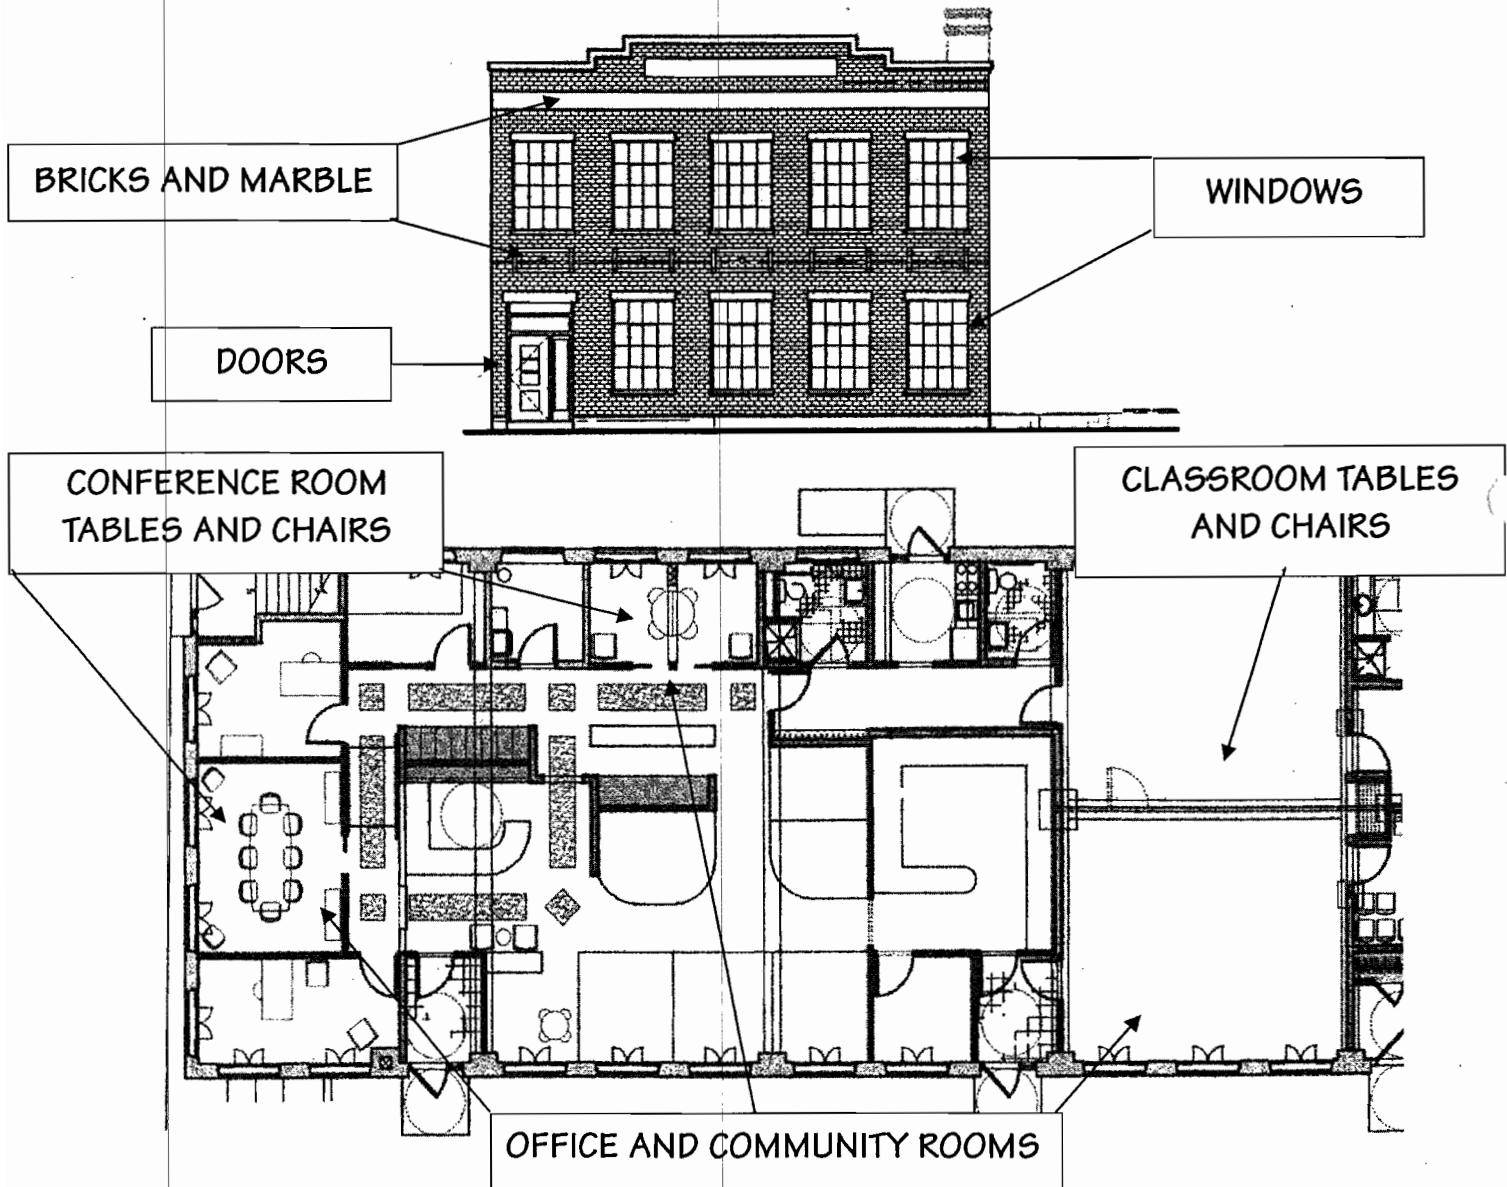 BRICKS AND MARBLE
WINDOWS
DOORS
CONFERENCE ROOM
TABLES AND CHAIRS
CLASSROOM TABLES
AND CHAIRS
OFFICE AND COMMUNITY ROOMS